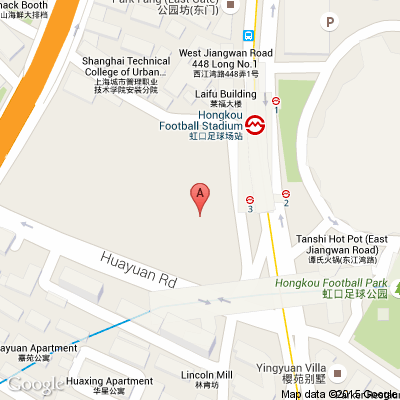 nack Booth
山海鲜大排档
Park Fang (East Gate)
公园坊(东门)
Shanghai Technical
College of Urban...
上海城市管理职业
技术学院安装分院
West Jiangwan Road
448 Long No.1
西江湾路448弄1号
Laifu Building
莱福大楼
Hongkou
Football Stadium
虹口足球场站
P
1
A
2
3
Tanshi Hot Pot (East
Jiangwan Road)
谭氏火锅(东江湾路)
Huayuan Rd
Hongkou Football Park
虹口足球公园
ayuan Apartment
嘉苑公寓
Huaxing Apartment
华星公寓
Lincoln Mill
林肯坊
Yingyuan Villa
樱苑别墅
Map data ©2015 Google